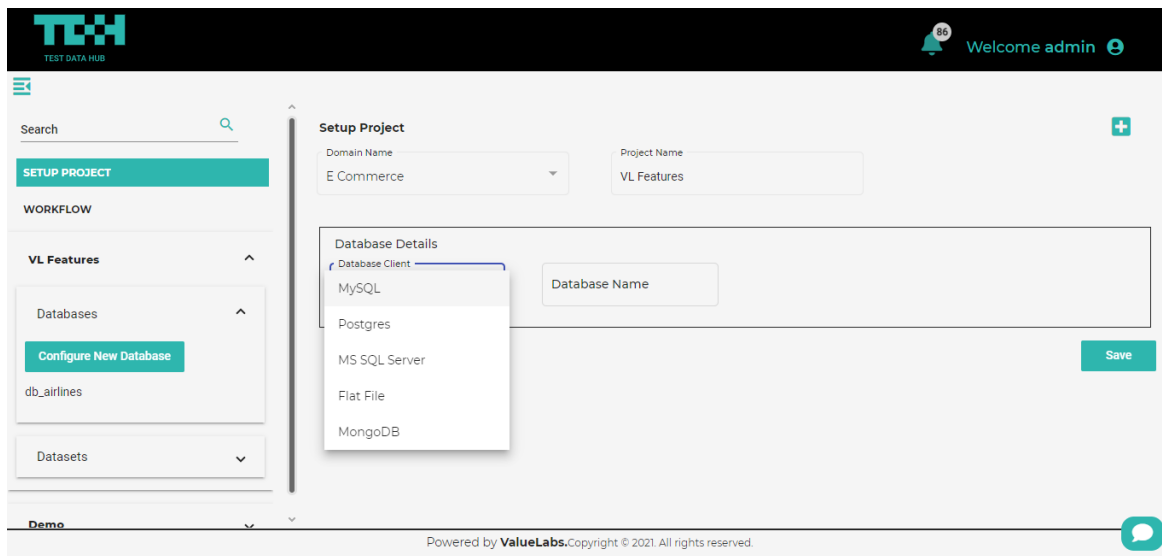 TDH
TEST DATA HUB
86
Welcome admin
Search
SETUP PROJECT
WORKFLOW
VL Features
Databases
Configure New Database
db_airlines
Datasets
Demo
Setup Project
Domain Name
E Commerce
Project Name
VL Features
Database Details
Database Client
MySQL
Postgres
MS SQL Server
Flat File
MongoDB
Database Name
Save
Powered by ValueLabs.Copyright © 2021. All rights reserved.